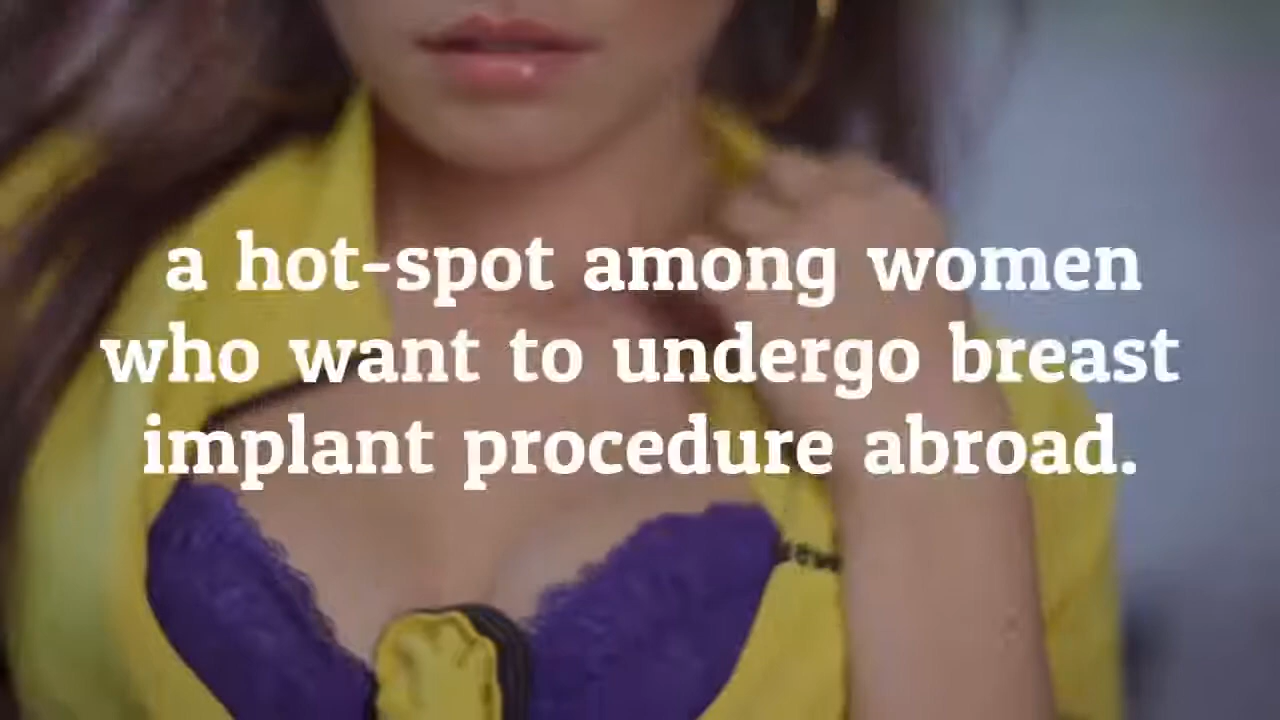 a hot-spot among women
who want to undergo breast
implant procedure abroad.